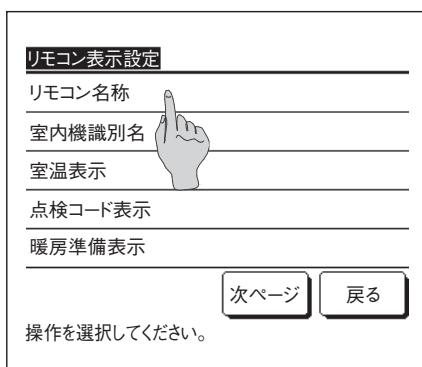 リモコン表示設定
リモコン名称
室内機識別名
室温表示
点検コード表示
暖房準備表示
次ページ 戻る
操作を選択してください。